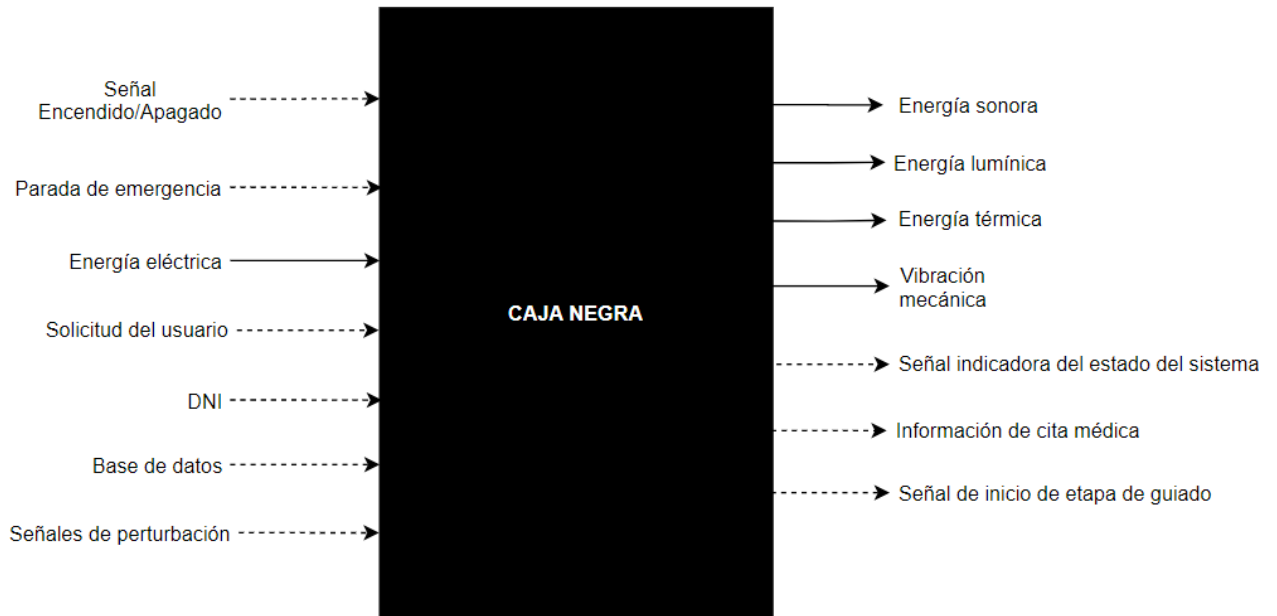 Señal
Encendido/Apagado
Parada de emergencia
Energía eléctrica
Solicitud del usuario
DNI
Base de datos
Señales de perturbación
CAJA NEGRA
Energía sonora
Energía lumínica
Energía térmica
Vibración
mecánica
Señal indicadora del estado del sistema
Información de cita médica
Señal de inicio de etapa de guiado